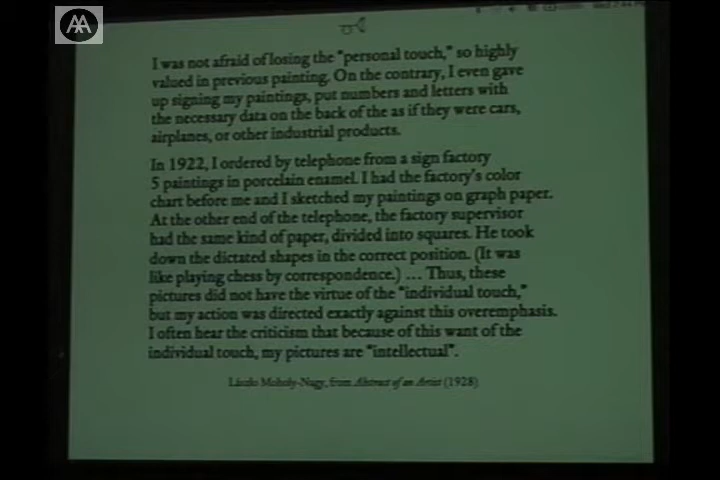 AA
I was not afraid of losing the "personal touch," so highly
valued in previous painting. On the contrary, I even gave
up signing my paintings, put numbers and letters with
the necessary data on the back of the as if they were cars,
airplanes, or other industrial products.
In 1922, I ordered by telephone from a sign factory
5 paintings in porcelain enamel. I had the factory's color
chart before me and I sketched my paintings on graph paper.
At the other end of the telephone, the factory supervisor
had the same kind of paper, divided into squares. He took
down the dictated shapes in the correct position. (It was
like playing chess by correspondence.) ... Thus, these
pictures did not have the virtue of the "individual touch,"
but my action was directed exactly against this overemphasis.
I often hear the criticism that because of this want of the
individual touch, my pictures are "intellectual".
László Moholy-Nagy, from Abstract of an Artist (1928)